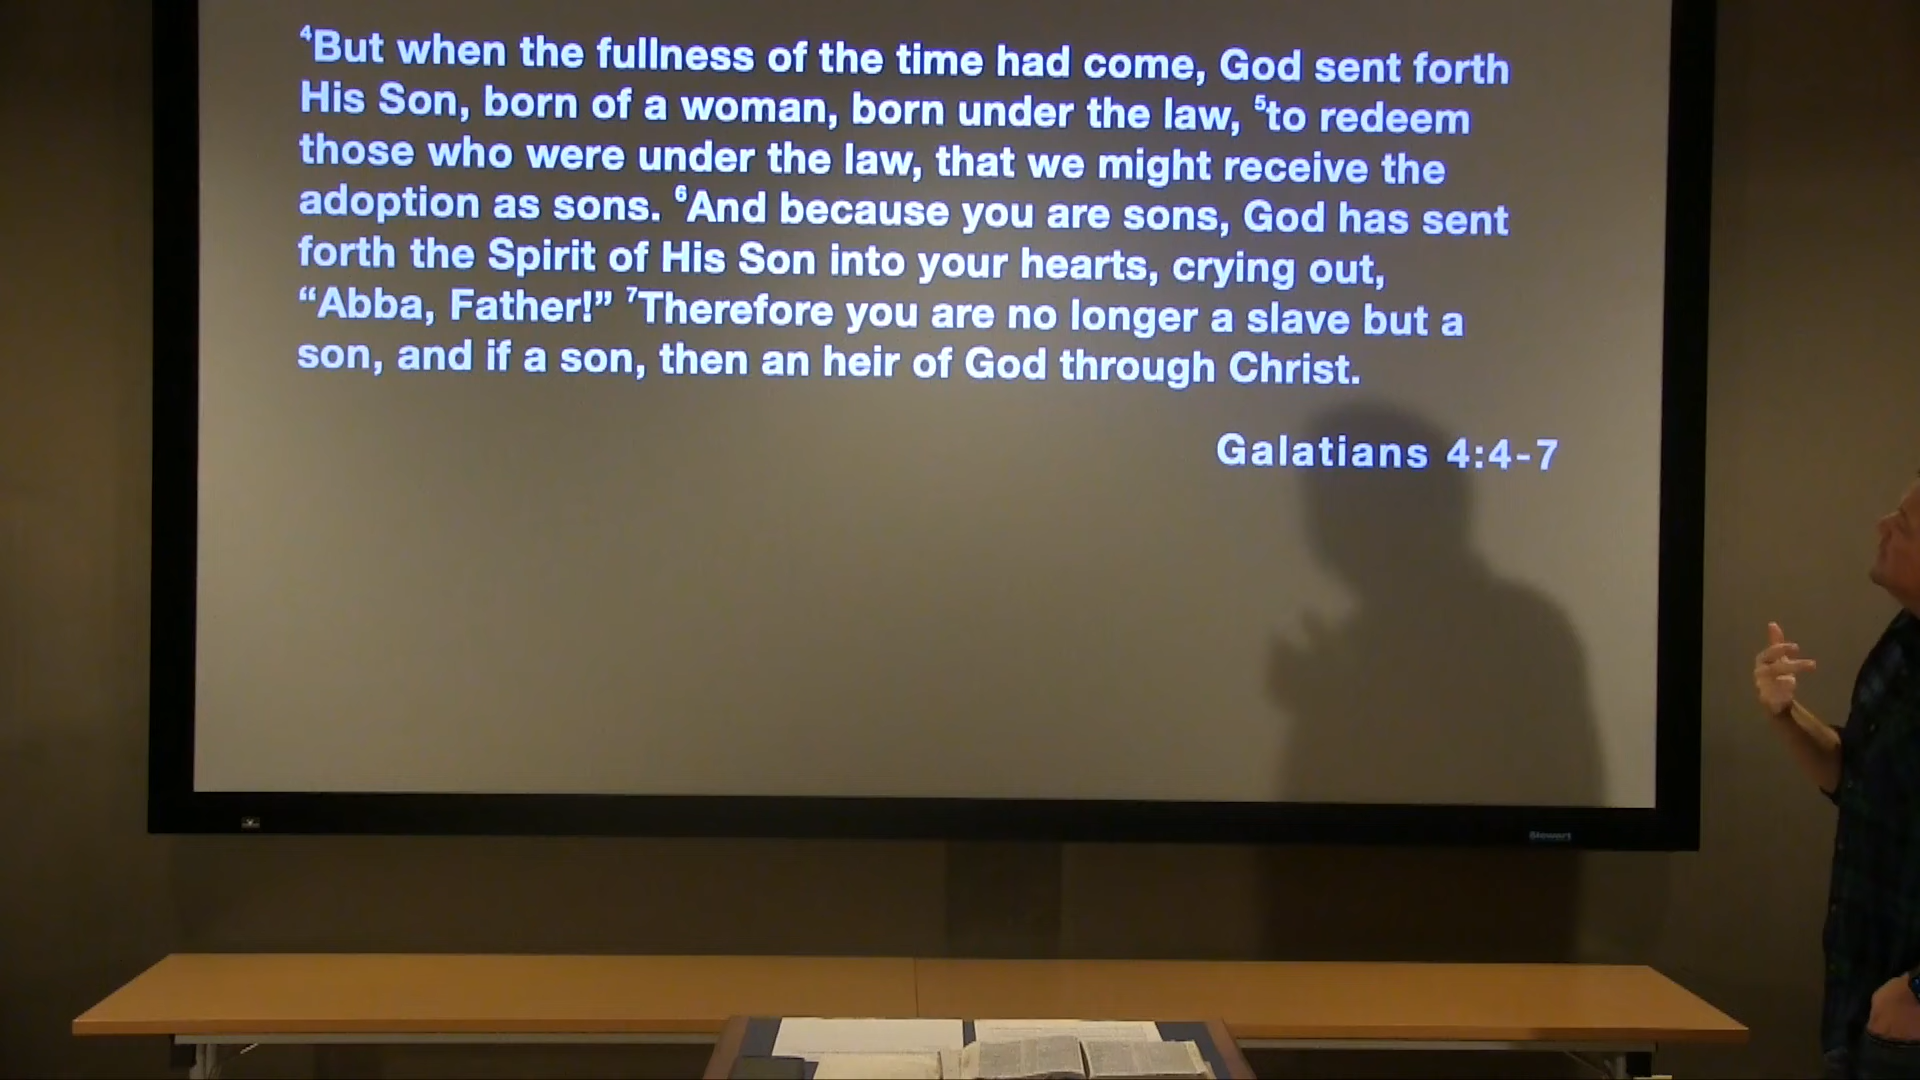 ⁴But when the fullness of the time had come, God sent forth
His Son, born of a woman, born under the law, ⁵to redeem
those who were under the law, that we might receive the
adoption as sons. ⁶And because you are sons, God has sent
forth the Spirit of His Son into your hearts, crying out,
“Abba, Father!” ⁷Therefore you are no longer a slave but a
son, and if a son, then an heir of God through Christ.
Galatians 4:4-7
Stewart